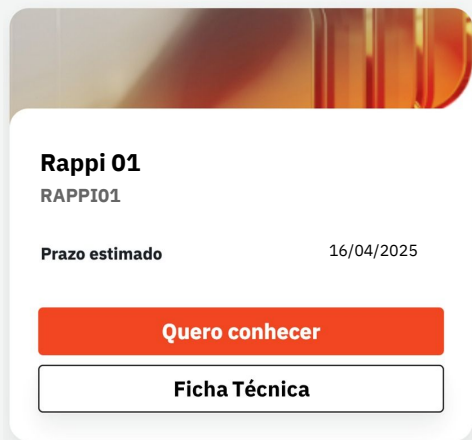 Rappi 01
RAPPI01
Prazo estimado 16/04/2025
Quero conhecer
Ficha Técnica